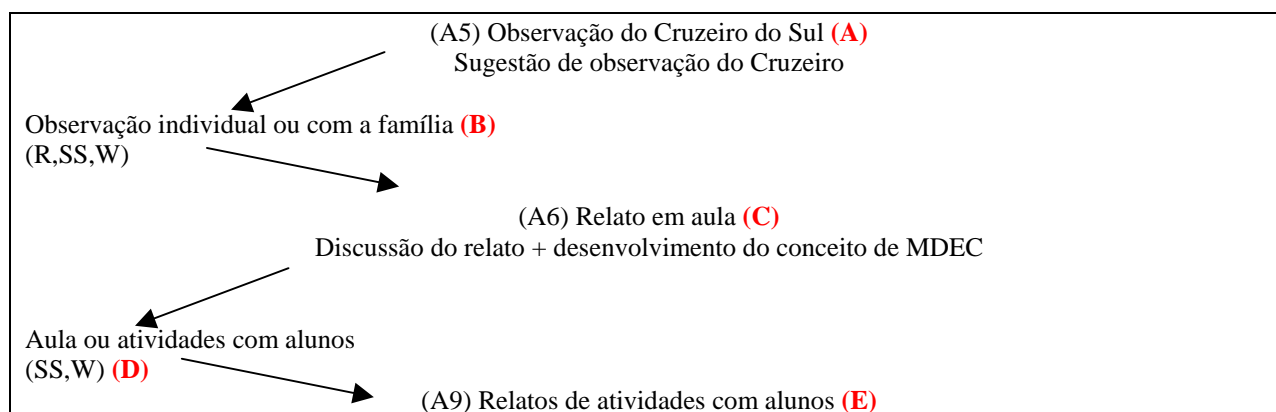 (A5) Observação do Cruzeiro do Sul (A)
Sugestão de observação do Cruzeiro
Observação individual ou com a família (B)
(R,SS,W)
(A6) Relato em aula (C)
Discussão do relato + desenvolvimento do conceito de MDEC
Aula ou atividades com alunos
(SS,W) (D)
(A9) Relatos de atividades com alunos (E)